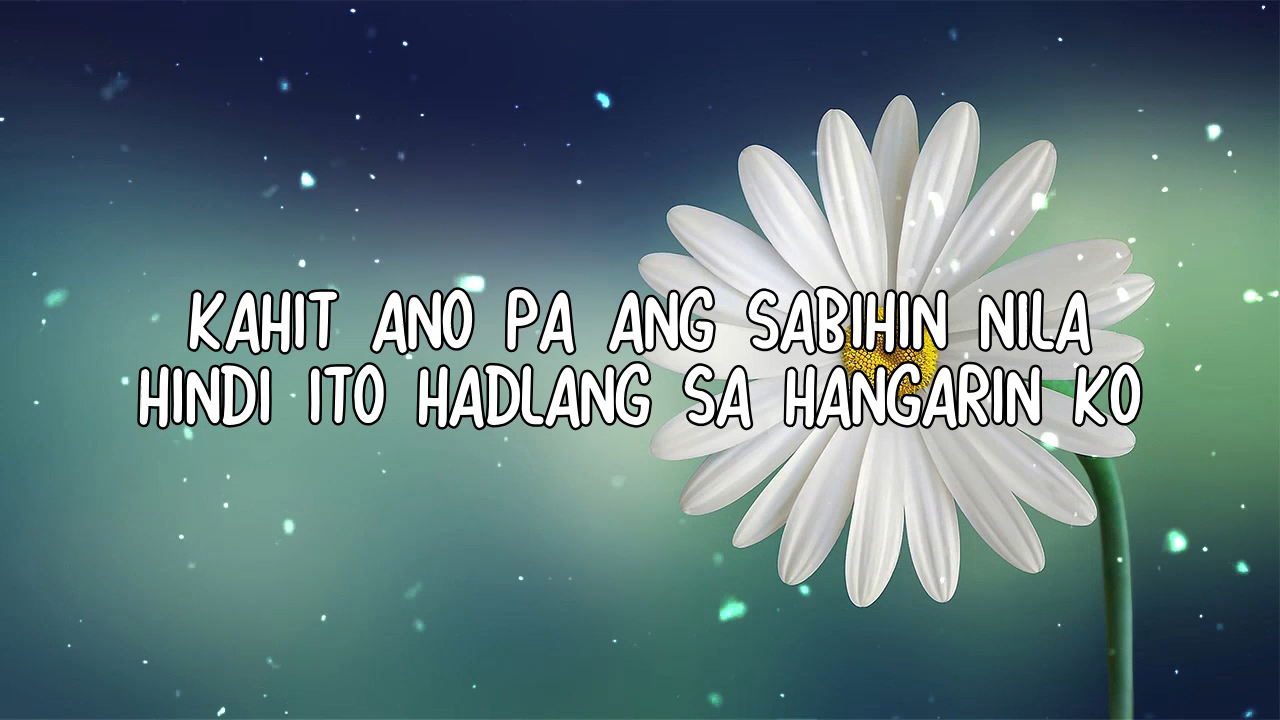 KAHIT ANO PA ANG SABIHIN NILA
HINDI ITO HADLANG SA HANGARIN KO